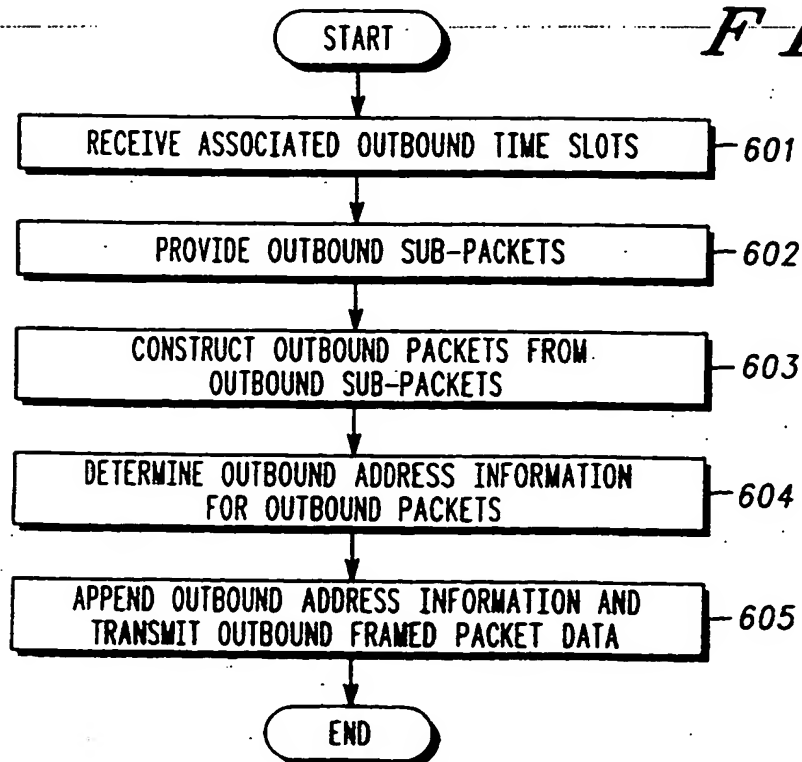 START
F I
RECEIVE ASSOCIATED OUTBOUND TIME SLOTS
601
PROVIDE OUTBOUND SUB-PACKETS
602
CONSTRUCT OUTBOUND PACKETS FROM
OUTBOUND SUB-PACKETS
603
DETERMINE OUTBOUND ADDRESS INFORMATION
FOR OUTBOUND PACKETS
604
APPEND OUTBOUND ADDRESS INFORMATION AND
TRANSMIT OUTBOUND FRAMED PACKET DATA
605
END